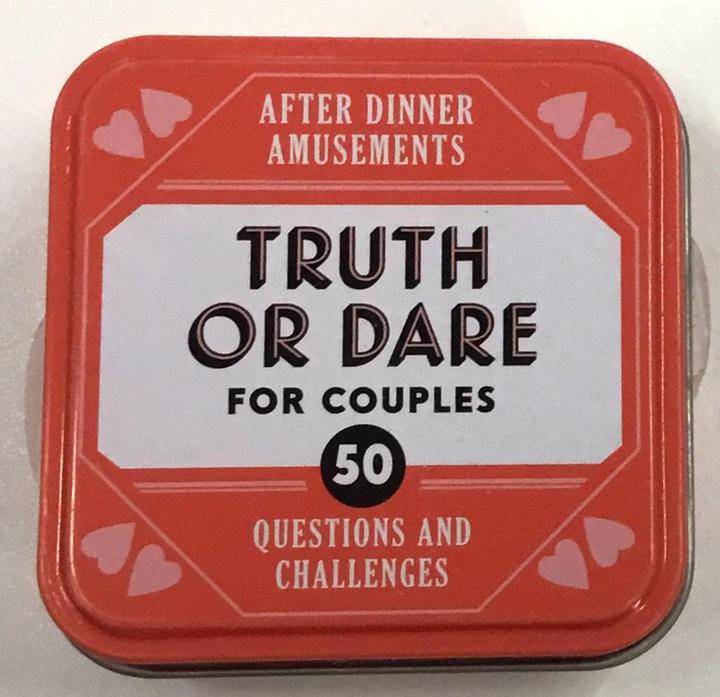 AFTER DINNER
AMUSEMENTS
TRUTH
OR DARE
FOR COUPLES
50
QUESTIONS AND
CHALLENGES